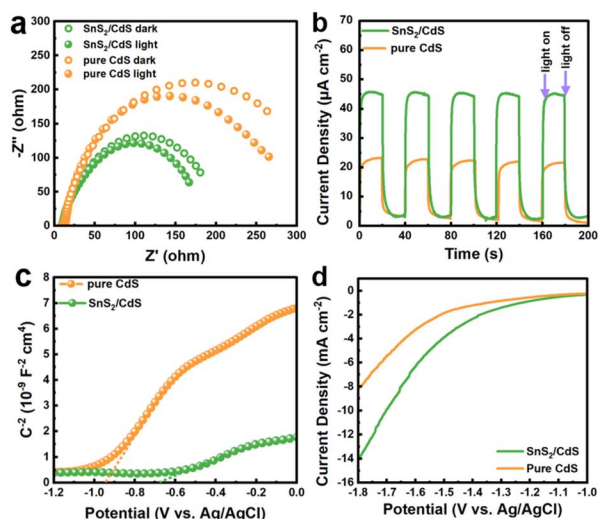 a
SnS₂/CdS dark
SnS₂/CdS light
pure CdS dark
pure CdS light
300
250
200
150
100
50
0
-Z'' (ohm)
0 50 100 150 200 250 300
Z' (ohm)
b
SnS₂/CdS
pure CdS
light on
light off
80
70
60
50
40
30
20
10
0
Current Density (μA cm⁻²)
0 40 80 120 160 200
Time (s)
c
pure CdS
SnS₂/CdS
7
6
5
4
3
2
1
0
C⁻² (10⁻⁹ F⁻² cm⁴)
-1.2 -1.0 -0.8 -0.6 -0.4 -0.2 0.0
Potential (V vs. Ag/AgCl)
d
0
-2
-4
-6
-8
-10
-12
-14
-16
Current Density (mA cm⁻²)
SnS₂/CdS
Pure CdS
-1.8 -1.7 -1.6 -1.5 -1.4 -1.3 -1.2 -1.1 -1.0
Potential (V vs. Ag/AgCl)